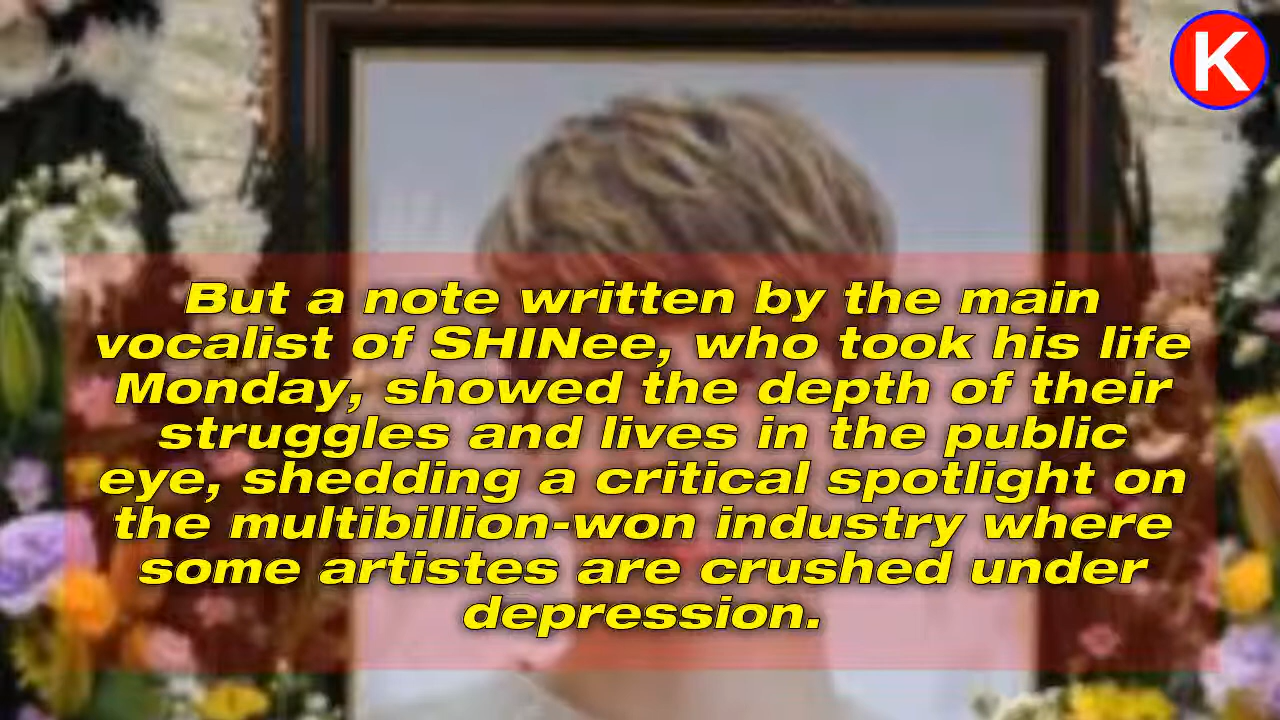 K
But a note written by the main
vocalist of SHINee, who took his life
Monday, showed the depth of their
struggles and lives in the public
eye, shedding a critical spotlight on
the multibillion-won industry where
some artistes are crushed under
depression.